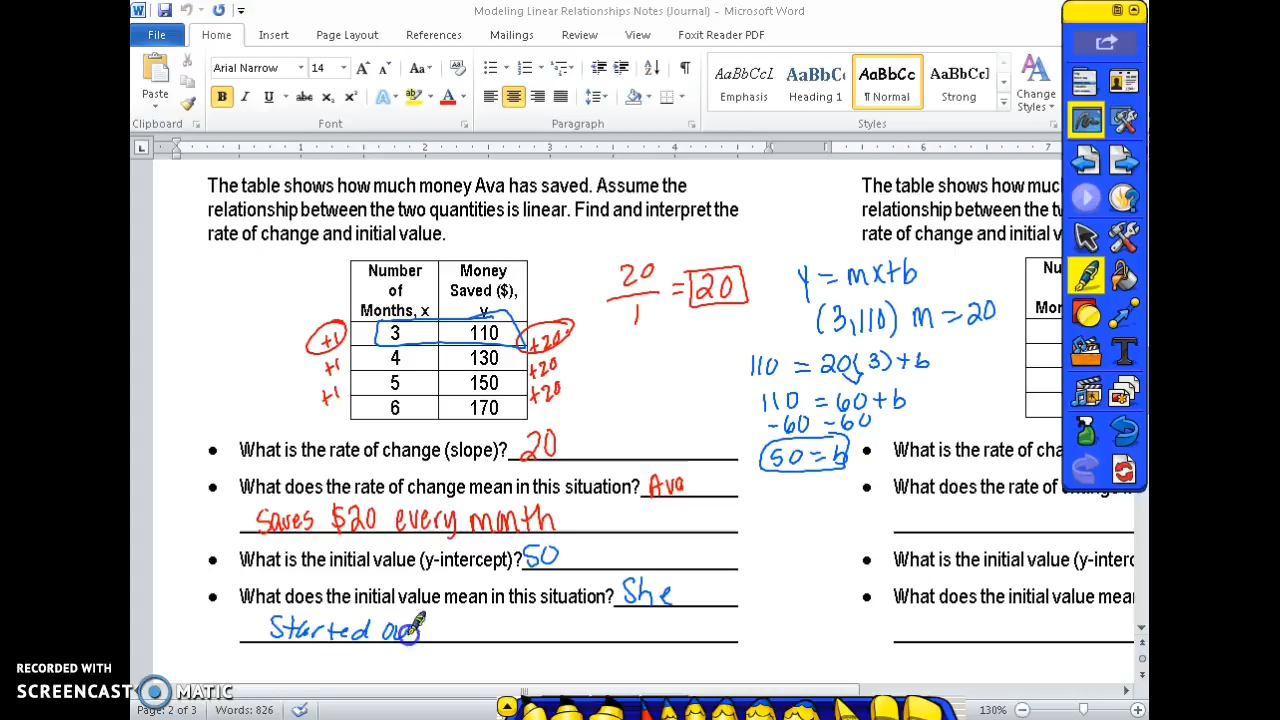 Modeling Linear Relationships Notes (Journal) - Microsoft Word
File Home Insert Page Layout References Mailings Review View Foxit Reader PDF
Paste
Arial Narrow 14
Emphasis Heading 1 ¶ Normal Strong
Change Styles
Clipboard Font Paragraph Styles
1 2 3 4 6 7
The table shows how much money Ava has saved. Assume the
relationship between the two quantities is linear. Find and interpret the
rate of change and initial value.
Number of Months, x
Money Saved ($), y
+1 3 110 +20
+1 4 130 +20
+1 5 150 +20
6 170
20/1 = 20
y = mx+b
(3,110) m = 20
110 = 20(3)+b
110 = 60+b
-60 -60
50 = b
• What is the rate of change (slope)? 20
• What does the rate of change mean in this situation? Ava
saves $20 every month
• What is the initial value (y-intercept)? 50
• What does the initial value mean in this situation? She
Started
The table shows how much
relationship between the
rate of change and initial v
Months
• What is the rate of
• What does the rate of
• What is the initial value
• What does the initial value
RECORDED WITH
SCREENCAST MATIC
Page: 2 of 3 Words: 826 130%